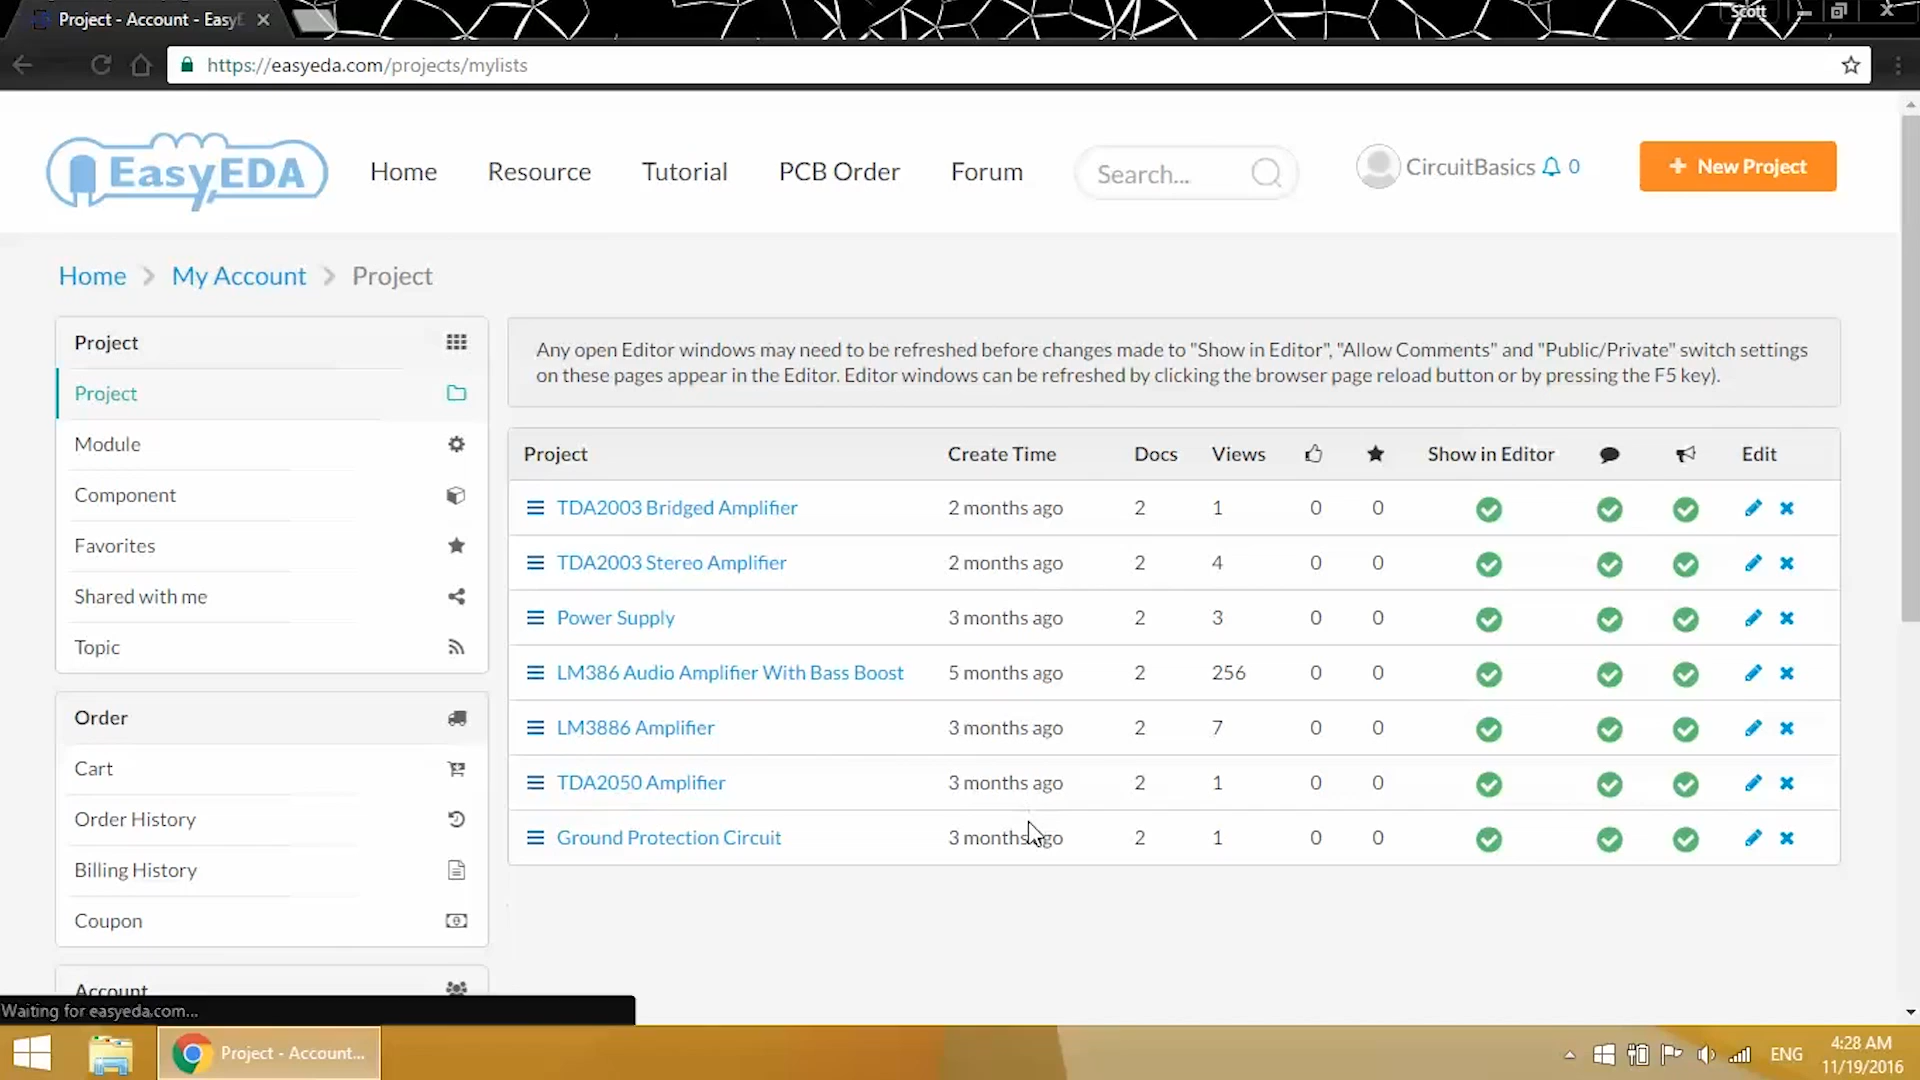 Project - Account - EasyE
Scott
https://easyeda.com/projects/mylists
EasyEDA
Home
Resource
Tutorial
PCB Order
Forum
Search...
CircuitBasics 0
+ New Project
Home > My Account > Project
Project
Project
Module
Component
Favorites
Shared with me
Topic
Order
Cart
Order History
Billing History
Coupon
Account
Any open Editor windows may need to be refreshed before changes made to "Show in Editor", "Allow Comments" and "Public/Private" switch settings
on these pages appear in the Editor. Editor windows can be refreshed by clicking the browser page reload button or by pressing the F5 key).
Project Create Time Docs Views Show in Editor Edit
TDA2003 Bridged Amplifier 2 months ago 2 1 0 0
TDA2003 Stereo Amplifier 2 months ago 2 4 0 0
Power Supply 3 months ago 2 3 0 0
LM386 Audio Amplifier With Bass Boost 5 months ago 2 256 0 0
LM3886 Amplifier 3 months ago 2 7 0 0
TDA2050 Amplifier 3 months ago 2 1 0 0
Ground Protection Circuit 3 months ago 2 1 0 0
Waiting for easyeda.com...
Project - Account...
ENG
4:28 AM
11/19/2016